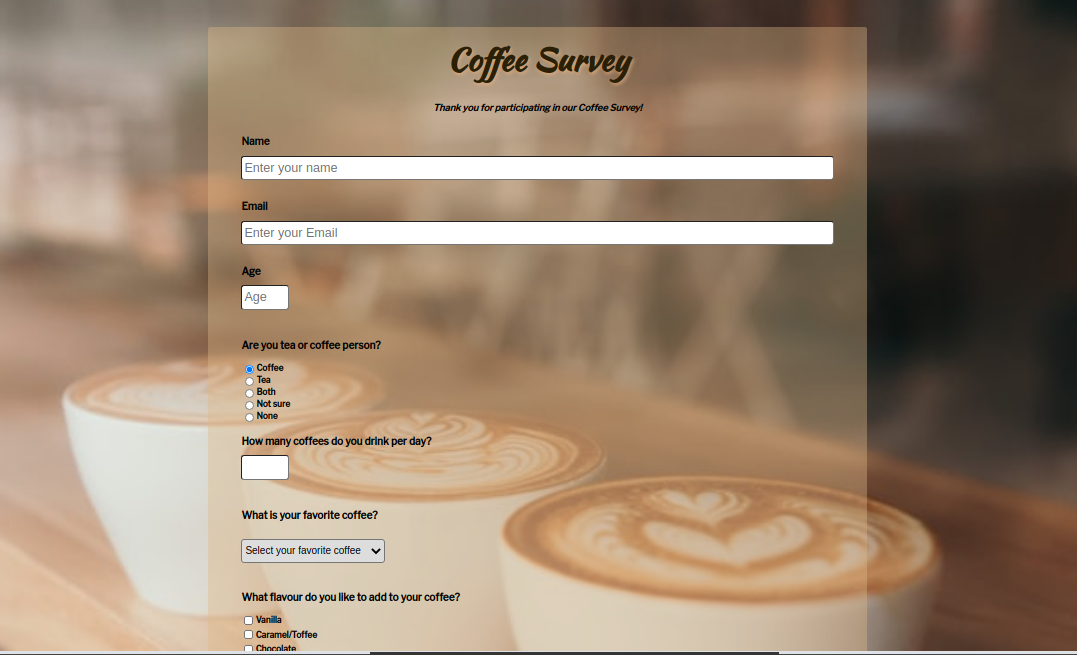 Coffee Survey
Thank you for participating in our Coffee Survey!
Name
Enter your name
Email
Enter your Email
Age
Age
Are you tea or coffee person?
Coffee
Tea
Both
Not sure
None
How many coffees do you drink per day?
What is your favorite coffee?
Select your favorite coffee
What flavour do you like to add to your coffee?
Vanilla
Caramel/Toffee
Chocolate